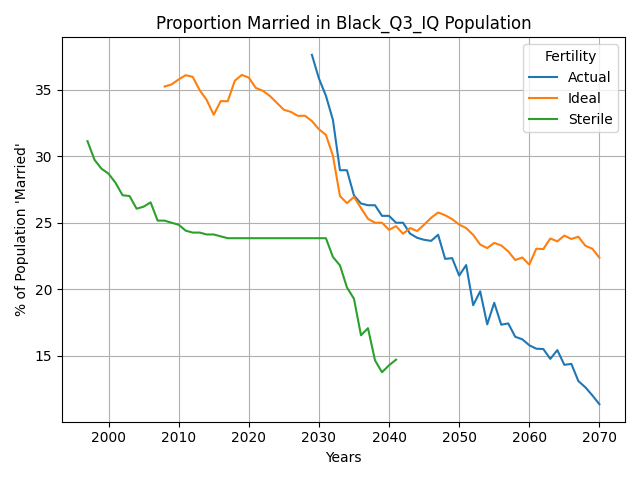 Proportion Married in Black_Q3_IQ Population
Fertility
Actual
Ideal
Sterile
% of Population 'Married'
35
30
25
20
15
2000 2010 2020 2030 2040 2050 2060 2070
Years